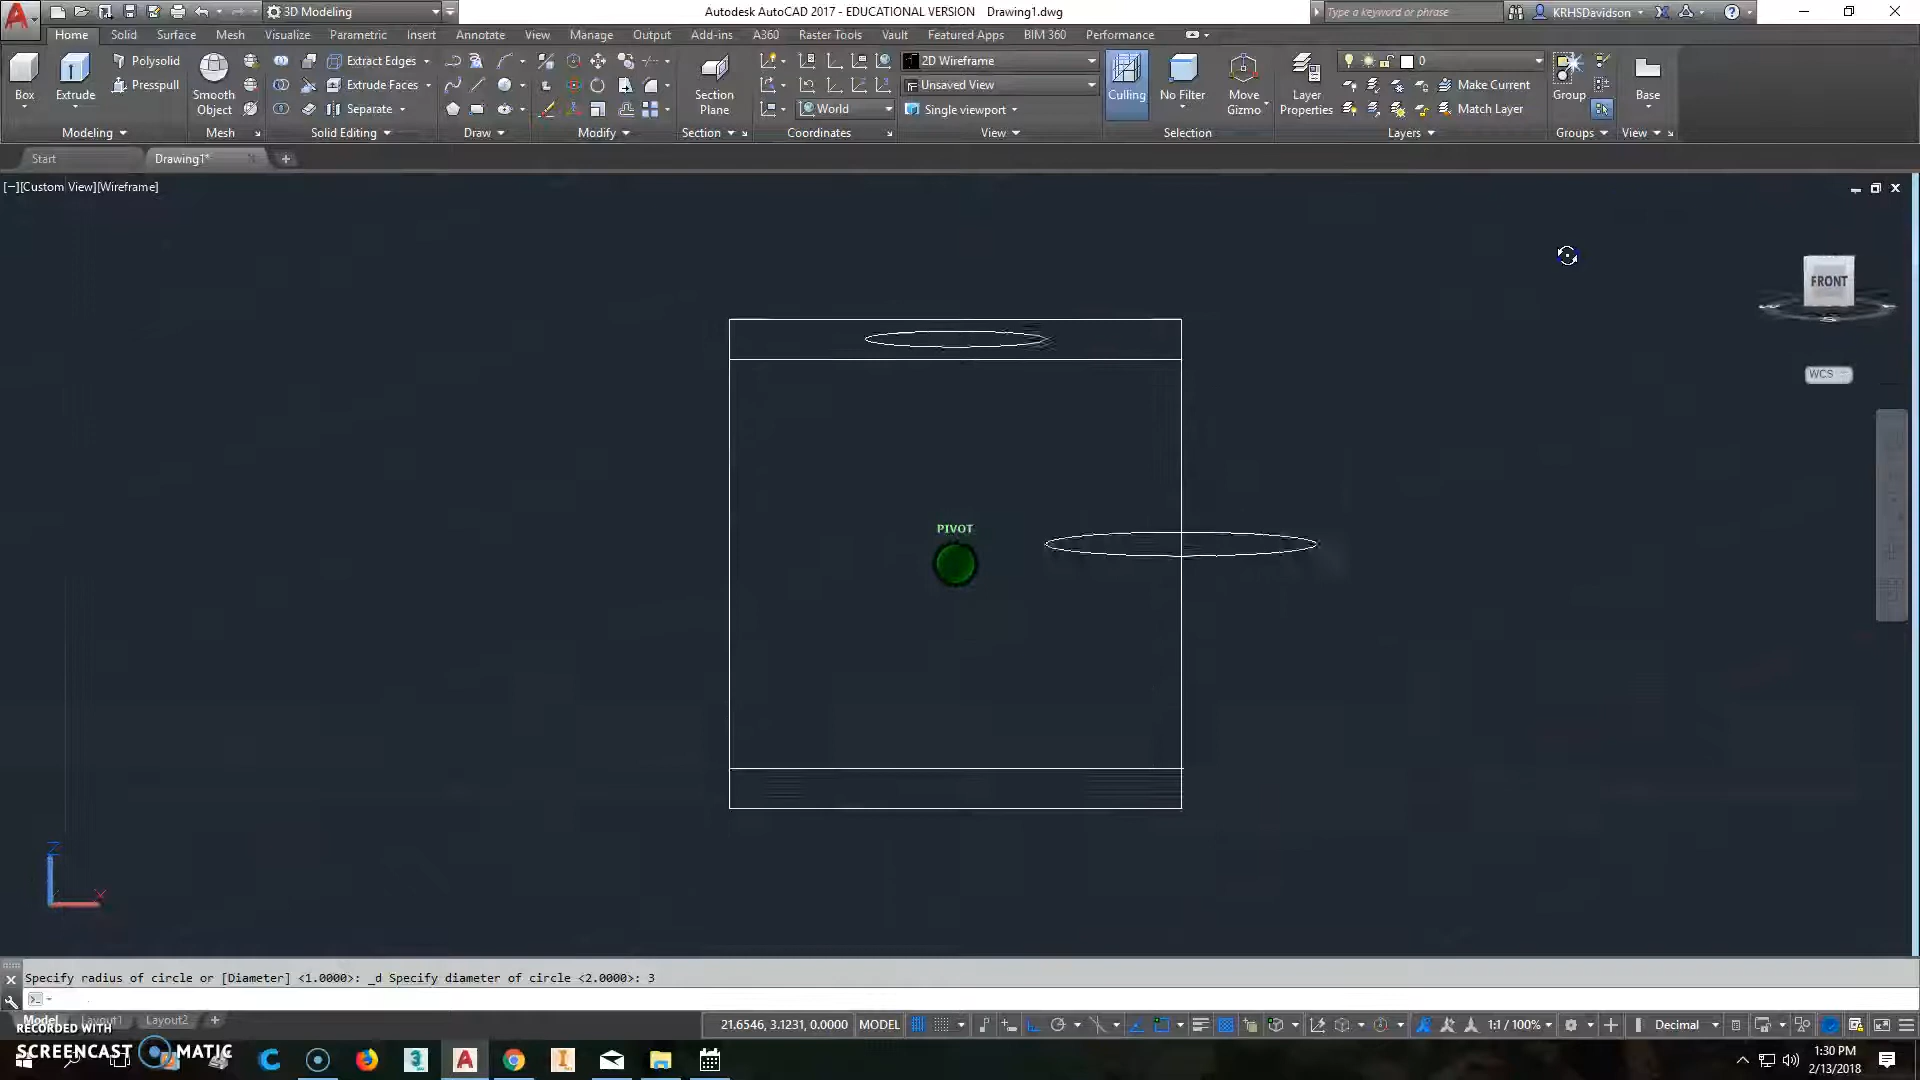 3D Modeling
Autodesk AutoCAD 2017 - EDUCATIONAL VERSION Drawing1.dwg
Type a keyword or phrase
KRHSDavidson
Home Solid Surface Mesh Visualize Parametric Insert Annotate View Manage Output Add-ins A360 Raster Tools Vault Featured Apps BIM 360 Performance
Polysolid Extract Edges 2D Wireframe 0
Presspull Extrude Faces Unsaved View Make Current
Box Extrude Smooth Object Separate Section Plane World Single viewport Culling No Filter Move Gizmo Layer Properties Match Layer Group Base
Modeling Mesh Solid Editing Draw Modify Section Coordinates View Selection Layers Groups View
Start Drawing1*
[−][Custom View][Wireframe]
FRONT
WCS
PIVOT
Z
X
Specify radius of circle or [Diameter] <1.0000>: _d Specify diameter of circle <2.0000>: 3
Model Layout1 Layout2
21.6546, 3.1231, 0.0000 MODEL 1:1 / 100% Decimal
RECORDED WITH
SCREENCAST MATIC
1:30 PM
2/13/2018